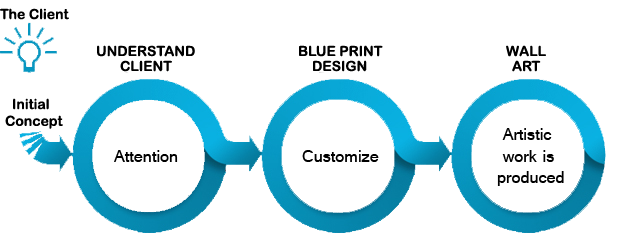 The Client
UNDERSTAND
CLIENT
BLUE PRINT
DESIGN
WALL
ART
Initial
Concept
Attention
Customize
Artistic
work is
produced